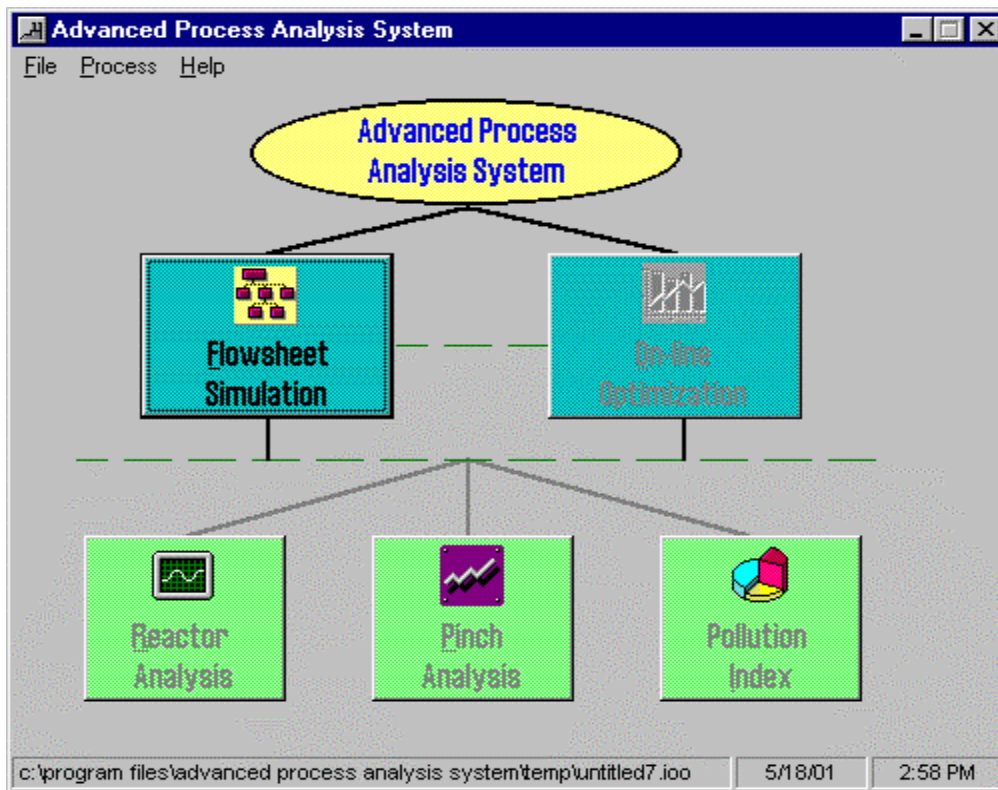 Advanced Process Analysis System
File Process Help
Advanced Process
Analysis System
Flowsheet
Simulation
On-line
Optimization
Reactor
Analysis
Pinch
Analysis
Pollution
Index
c:\program files\advanced process analysis system\temp\untitled7.ioo 5/18/01 2:58 PM